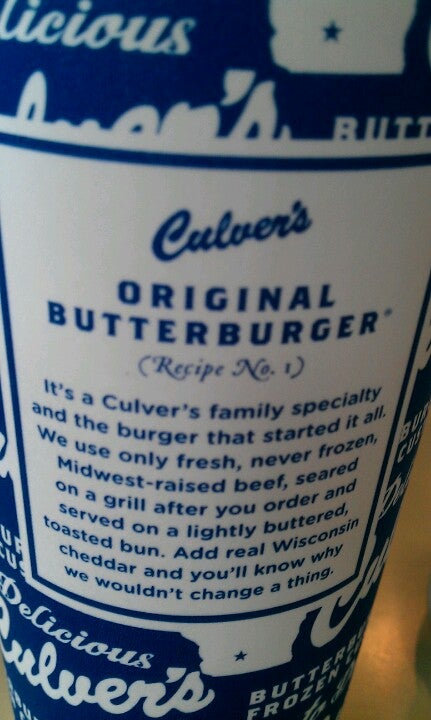 licious
Culver's
BUTT
Culver's
ORIGINAL
BUTTERBURGER®
(Recipe No. 1)
It's a Culver's family specialty
and the burger that started it all.
We use only fresh, never frozen,
Midwest-raised beef, seared
on a grill after you order and
served on a lightly buttered,
toasted bun. Add real Wisconsin
cheddar and you'll know why
we wouldn't change a thing.
Delicious
Culver's
BUTTERB
FROZEN